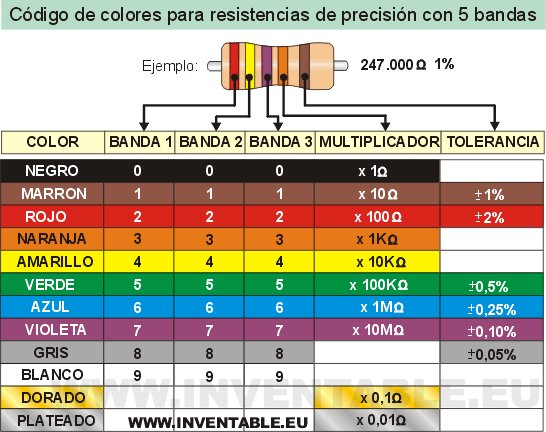 Código de colores para resistencias de precisión con 5 bandas
Ejemplo: 247.000 Ω 1%
COLOR BANDA 1 BANDA 2 BANDA 3 MULTIPLICADOR TOLERANCIA
NEGRO 0 0 0 x 1Ω
MARRON 1 1 1 x 10Ω ±1%
ROJO 2 2 2 x 100Ω ±2%
NARANJA 3 3 3 x 1KΩ
AMARILLO 4 4 4 x 10KΩ
VERDE 5 5 5 x 100KΩ ±0,5%
AZUL 6 6 6 x 1MΩ ±0,25%
VIOLETA 7 7 7 x 10MΩ ±0,10%
GRIS 8 8 8 ±0,05%
BLANCO 9 9 9
WWW.INVENTABLE.EU
DORADO x 0,1Ω
PLATEADO WWW.INVENTABLE.EU x 0,01Ω